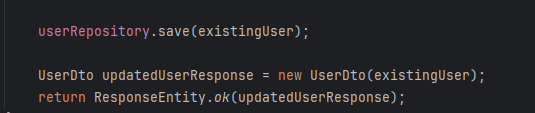 userRepository.save(existingUser);
UserDto updatedUserResponse = new UserDto(existingUser);
return ResponseEntity.ok(updatedUserResponse);